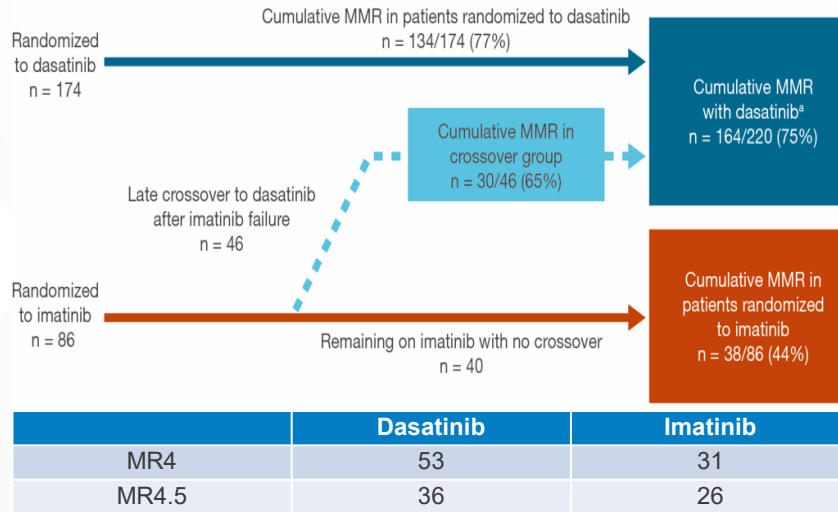 Cumulative MMR in patients randomized to dasatinib
n = 134/174 (77%)
Randomized
to dasatinib
n = 174
Cumulative MMR
with dasatinibᵃ
n = 164/220 (75%)
Cumulative MMR in
crossover group
n = 30/46 (65%)
Late crossover to dasatinib
after imatinib failure
n = 46
Randomized
to imatinib
n = 86
Remaining on imatinib with no crossover
n = 40
Cumulative MMR in
patients randomized
to imatinib
n = 38/86 (44%)
Dasatinib Imatinib
MR4 53 31
MR4.5 36 26